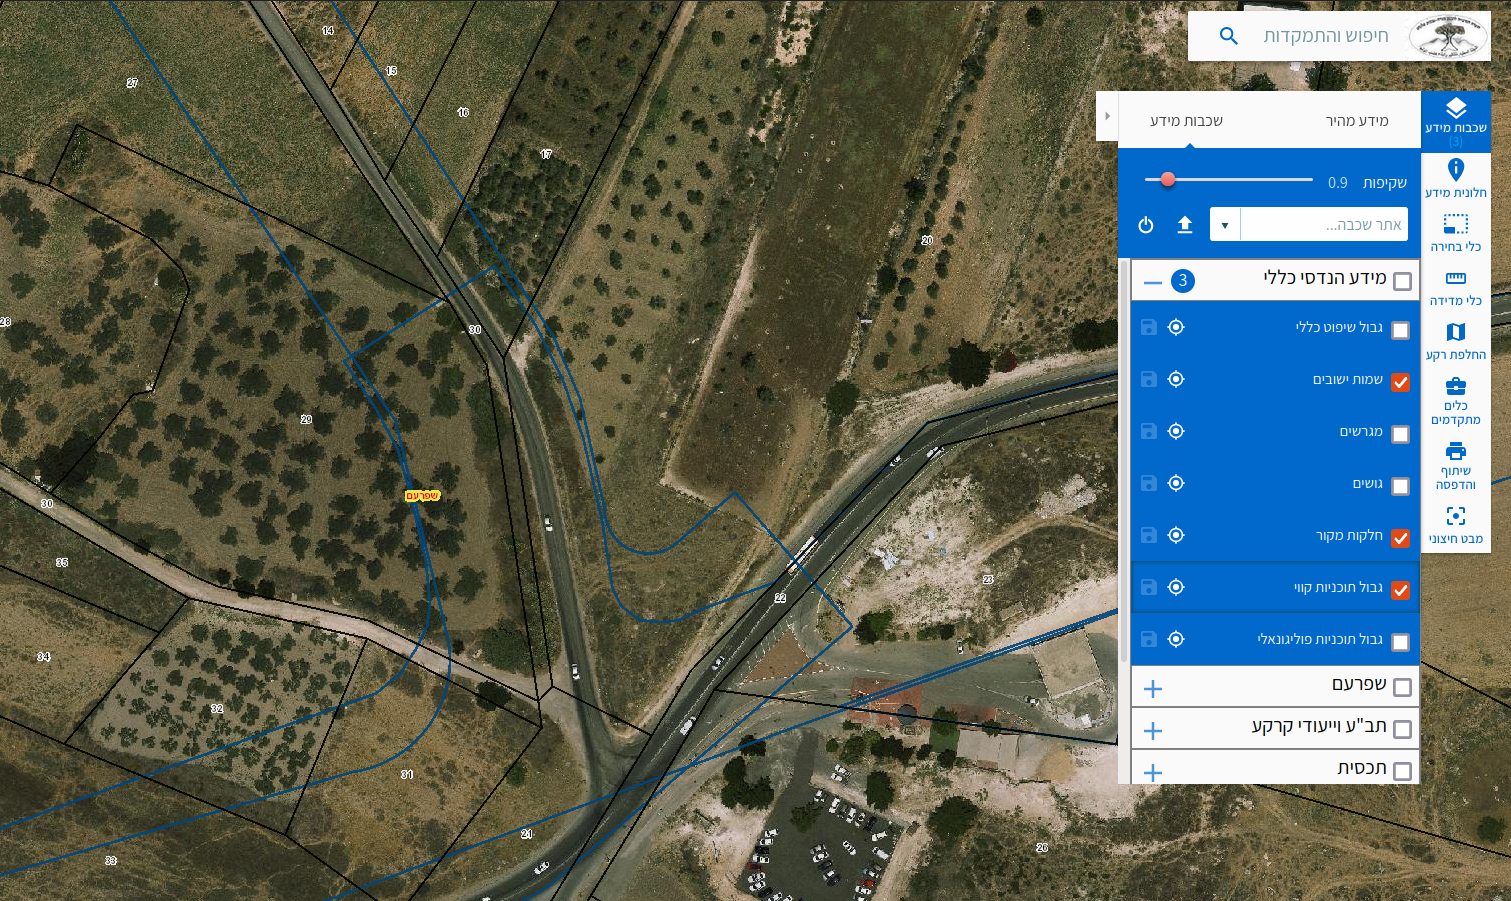 חיפוש והתמקדות
מידע מהיר
שכבות מידע
שקיפות 0.9
אתר שכבה...
מידע הנדסי כללי 3
גבול שיפוט כללי
שמות ישובים
מגרשים
גושים
חלקות מקור
גבול תוכניות קווי
גבול תוכניות פוליגונאלי
שפרעם
תב"ע וייעודי קרקע
תכסית
שכבות מידע
(3)
חלונית מידע
כלי בחירה
כלי מדידה
החלפת רקע
כלים
מתקדמים
שיתוף
והדפסה
מבט חיצוני
14
15
27
16
17
20
28
30
29
שפרעם
30
35
23
22
34
32
31
21
33
26